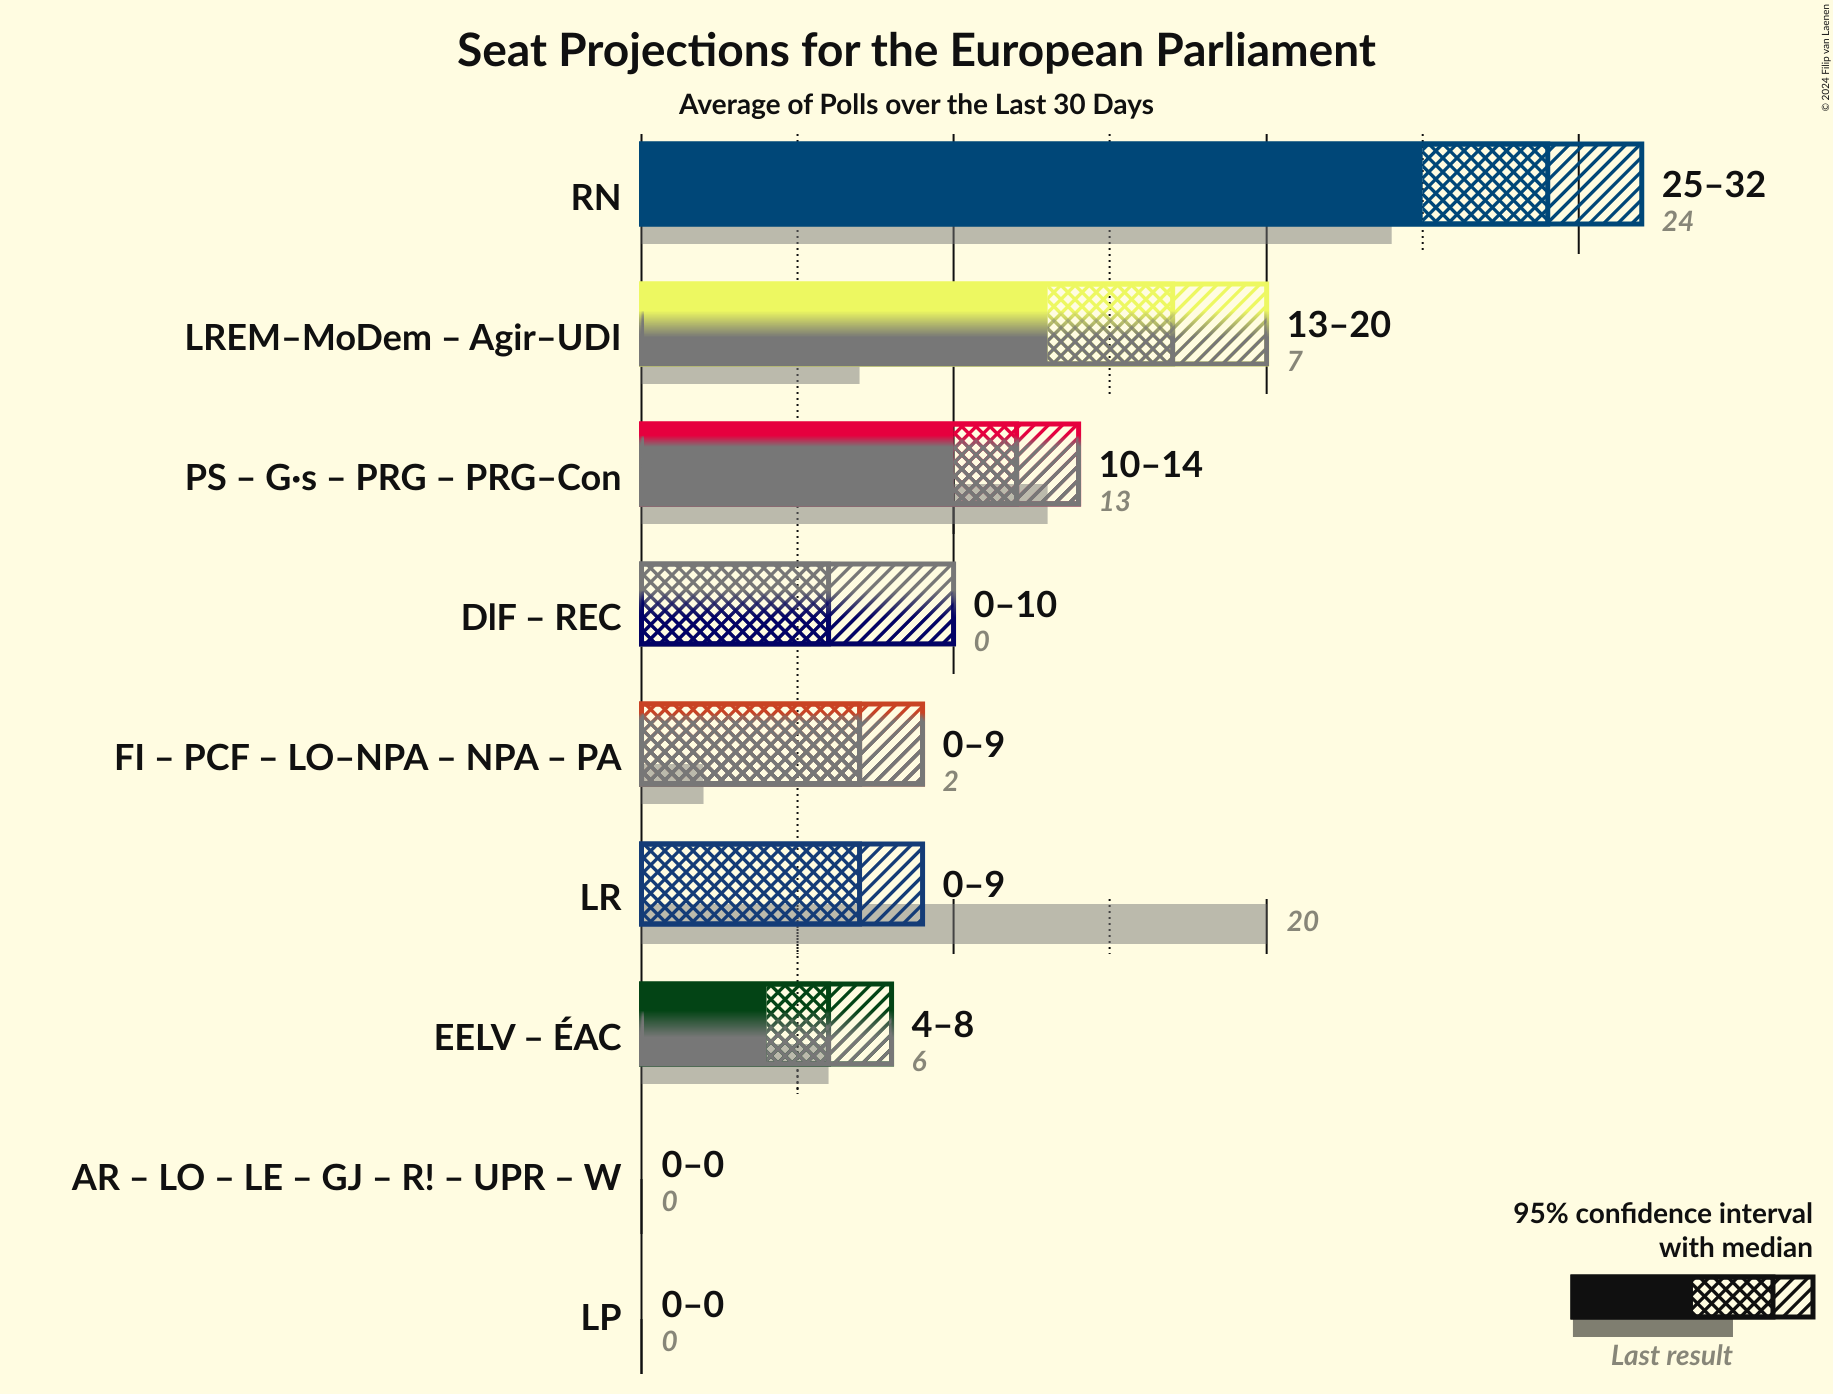 Seat Projections for the European Parliament
Average of Polls over the Last 30 Days
© 2024 Filip van Laenen
RN
25–32
24
LREM–MoDem – Agir–UDI
13–20
7
PS – G·s – PRG – PRG–Con
10–14
13
DlF – REC
0–10
0
FI – PCF – LO–NPA – NPA – PA
0–9
2
LR
0–9
20
EELV – ÉAC
4–8
6
AR – LO – LE – GJ – R! – UPR – W
0–0
0
LP
0–0
0
95% confidence interval
with median
Last result